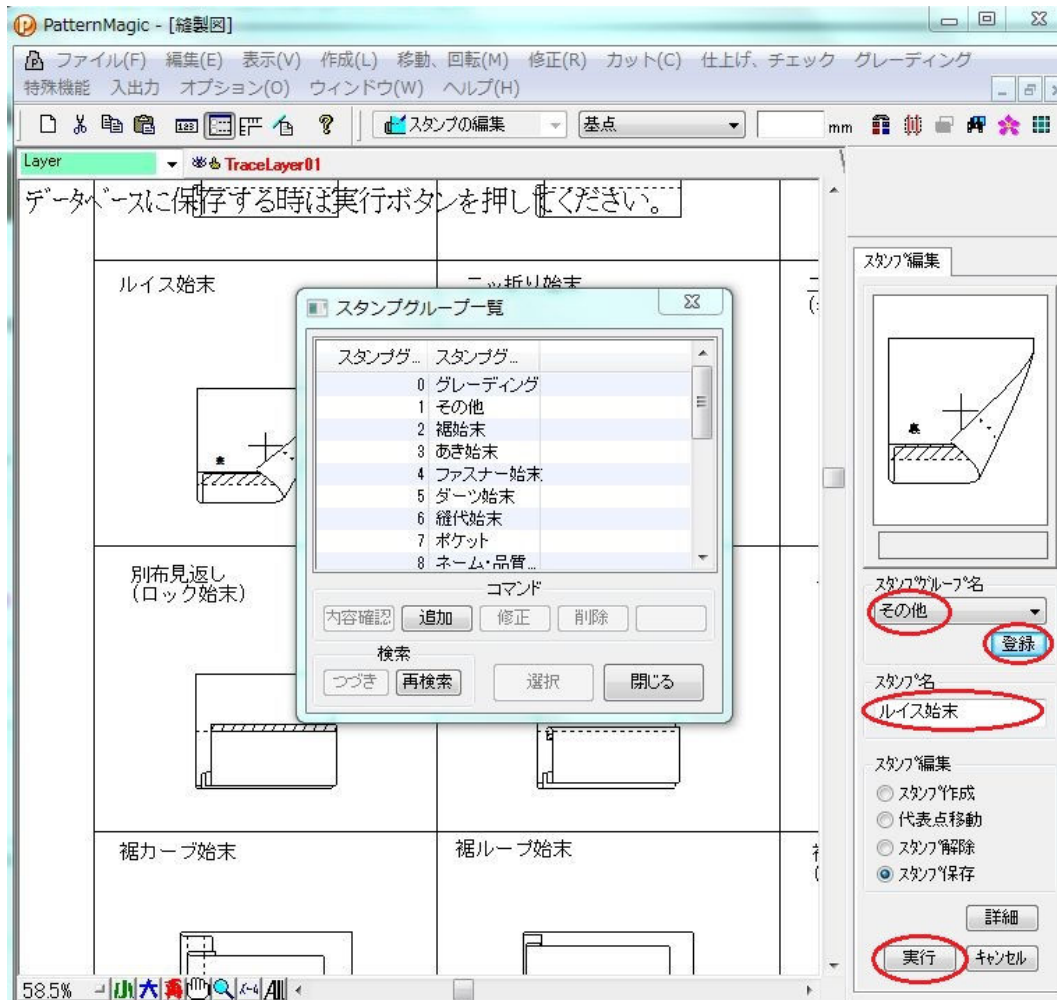 PatternMagic - [縫製図]
ファイル(F) 編集(E) 表示(V) 作成(L) 移動、回転(M) 修正(R) カット(C) 仕上げ、チェック グレーディング
特殊機能 入出力 オプション(O) ウィンドウ(W) ヘルプ(H)
スタンプの編集 基点 mm
Layer TraceLayer01
データベースに保存する時は実行ボタンを押してください。
ルイス始末
二ッ折り始末
別布見返し
(ロック始末)
裾カーブ始末
裾ループ始末
スタンプグループ一覧
スタンプグ... スタンプグ...
0 グレーディング
1 その他
2 裾始末
3 あき始末
4 ファスナー始末
5 ダーツ始末
6 縫代始末
7 ポケット
8 ネーム・品質...
コマンド
内容確認 追加 修正 削除
検索
つづき 再検索 選択 閉じる
スタンプ編集
裏
スタンプグループ名
その他
登録
スタンプ名
ルイス始末
スタンプ編集
スタンプ作成
代表点移動
スタンプ解除
スタンプ保存
詳細
実行 キャンセル
58.5% 小 大 再 All